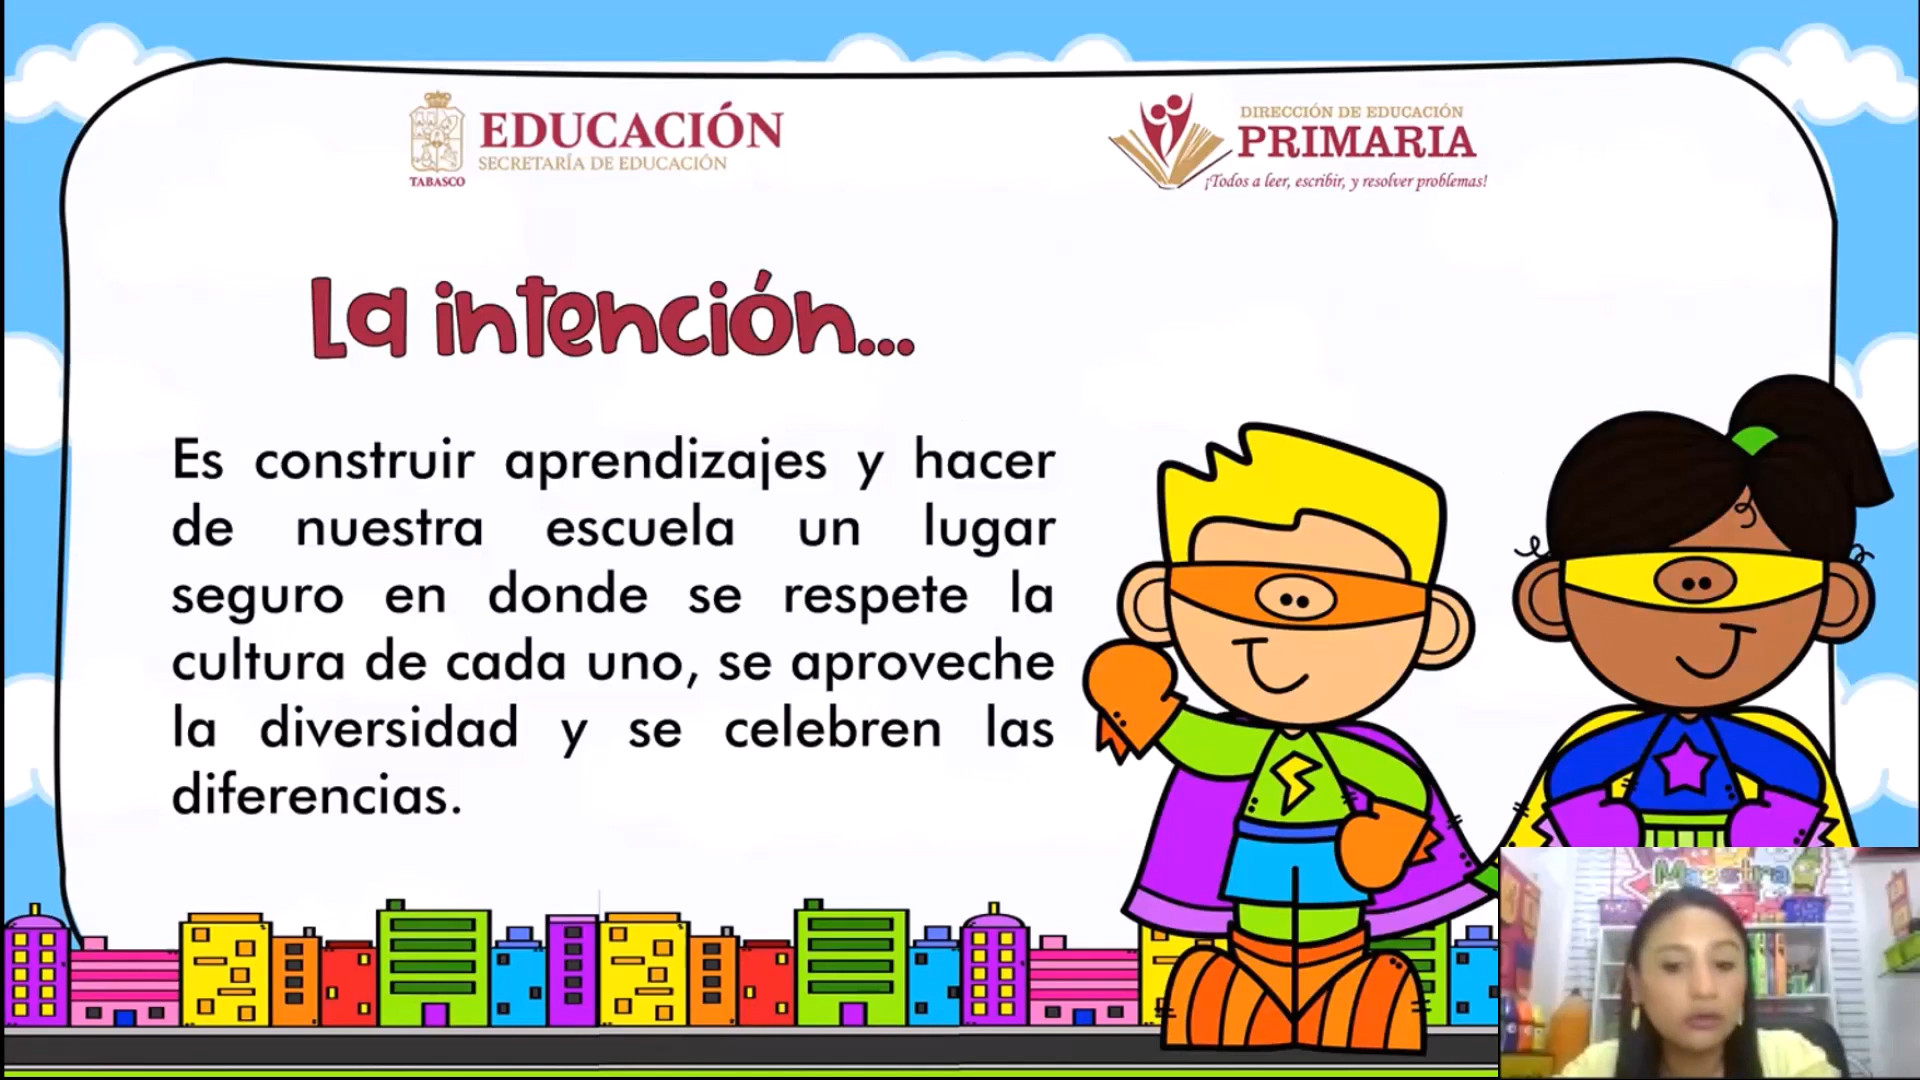 EDUCACIÓN
SECRETARÍA DE EDUCACIÓN
TABASCO
DIRECCIÓN DE EDUCACIÓN
PRIMARIA
¡Todos a leer, escribir, y resolver problemas!
La intención...
Es construir aprendizajes y hacer
de nuestra escuela un lugar
seguro en donde se respete la
cultura de cada uno, se aproveche
la diversidad y se celebren las
diferencias.
Maestra